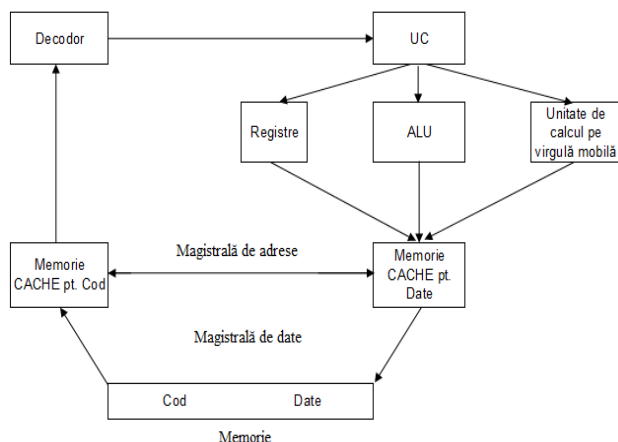 Decodor
UC
Registre
ALU
Unitate de
calcul pe
virgulă mobilă
Memorie
CACHE pt. Cod
Magistrală de adrese
Memorie
CACHE pt.
Date
Magistrală de date
Cod Date
Memorie